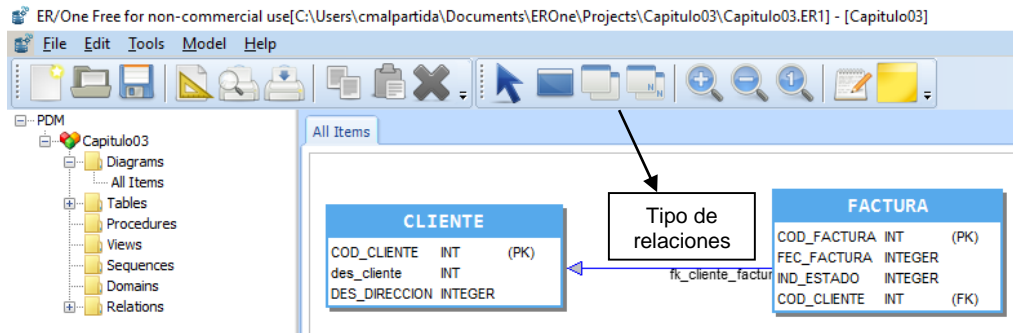 ER/One Free for non-commercial use[C:\Users\cmalpartida\Documents\EROne\Projects\Capitulo03\Capitulo03.ER1] - [Capitulo03]
File Edit Tools Model Help
1
N N
PDM
Capitulo03
Diagrams
All Items
Tables
Procedures
Views
Sequences
Domains
Relations
All Items
Tipo de
relaciones
CLIENTE
COD_CLIENTE INT (PK)
des_cliente INT
DES_DIRECCION INTEGER
fk_cliente_factur
FACTURA
COD_FACTURA INT (PK)
FEC_FACTURA INTEGER
IND_ESTADO INTEGER
COD_CLIENTE INT (FK)